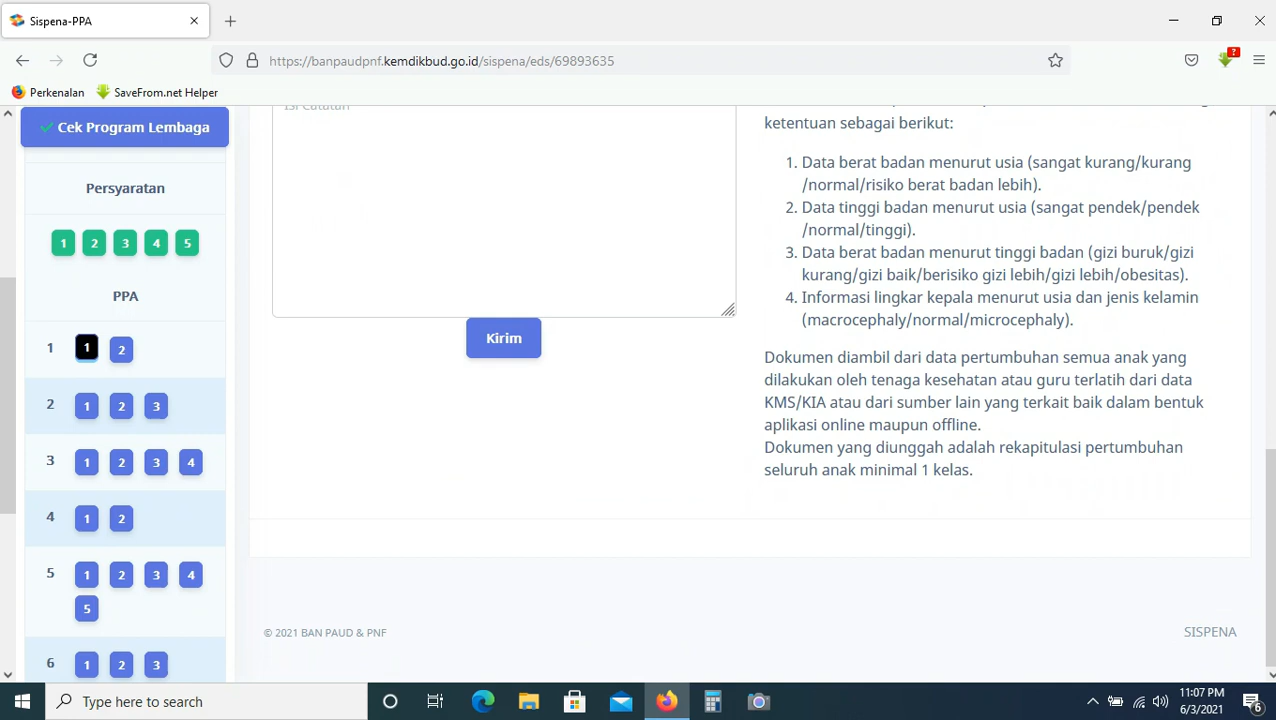 Sispena-PPA
https://banpaudpnf.kemdikbud.go.id/sispena/eds/69893635
?
Perkenalan
SaveFrom.net Helper
Cek Program Lembaga
Persyaratan
1 2 3 4 5
PPA
1 1 2
2 1 2 3
3 1 2 3 4
4 1 2
5 1 2 3 4
5
6 1 2 3
Isi Catatan
Kirim
ketentuan sebagai berikut:
1. Data berat badan menurut usia (sangat kurang/kurang
/normal/risiko berat badan lebih).
2. Data tinggi badan menurut usia (sangat pendek/pendek
/normal/tinggi).
3. Data berat badan menurut tinggi badan (gizi buruk/gizi
kurang/gizi baik/berisiko gizi lebih/gizi lebih/obesitas).
4. Informasi lingkar kepala menurut usia dan jenis kelamin
(macrocephaly/normal/microcephaly).
Dokumen diambil dari data pertumbuhan semua anak yang
dilakukan oleh tenaga kesehatan atau guru terlatih dari data
KMS/KIA atau dari sumber lain yang terkait baik dalam bentuk
aplikasi online maupun offline.
Dokumen yang diunggah adalah rekapitulasi pertumbuhan
seluruh anak minimal 1 kelas.
© 2021 BAN PAUD & PNF
SISPENA
Type here to search
11:07 PM
6/3/2021
6